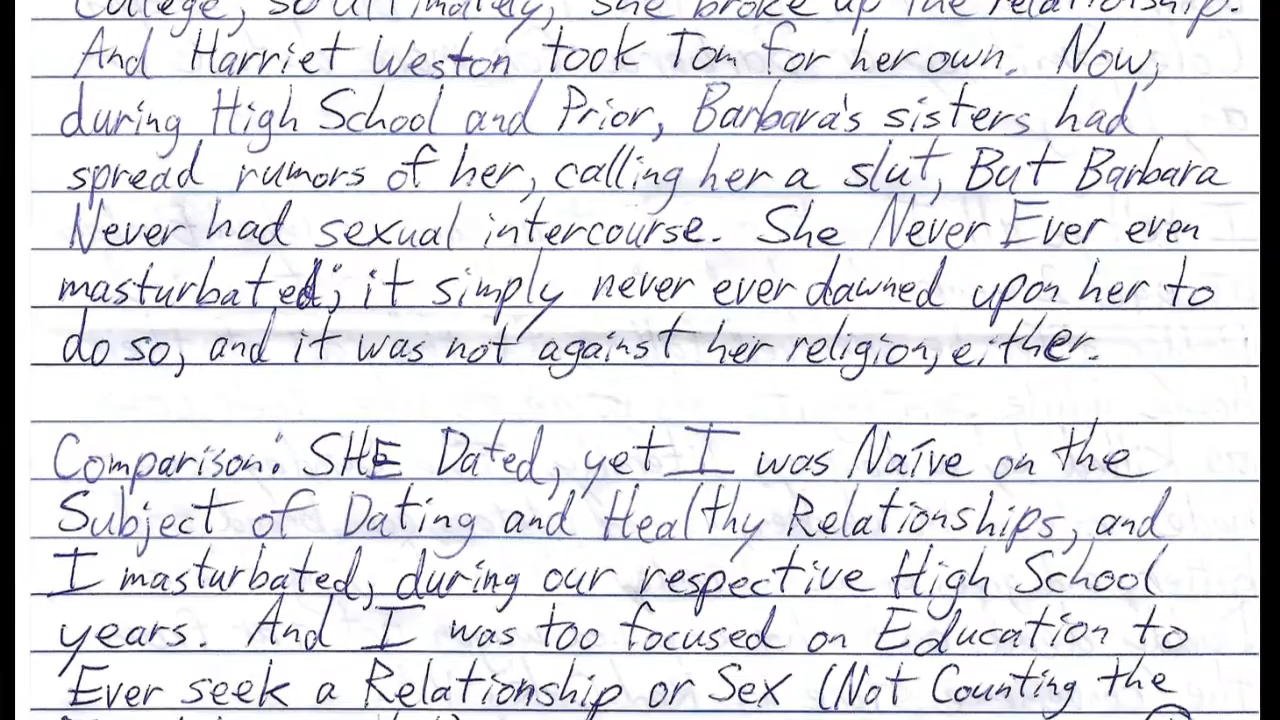 College, so ultimately, she broke up the relationship.
And Harriet Weston took Tom for her own. Now,
during High School and Prior, Barbara's sisters had
spread rumors of her, calling her a slut, But Barbara
Never had sexual intercourse. She Never Ever even
masturbated; it simply never ever dawned upon her to
do so, and it was not against her religion, either.
Comparison: SHE Dated, yet I was Naïve on the
Subject of Dating and Healthy Relationships, and
I masturbated, during our respective High School
years. And I was too focused on Education to
Ever seek a Relationship or Sex (Not Counting the